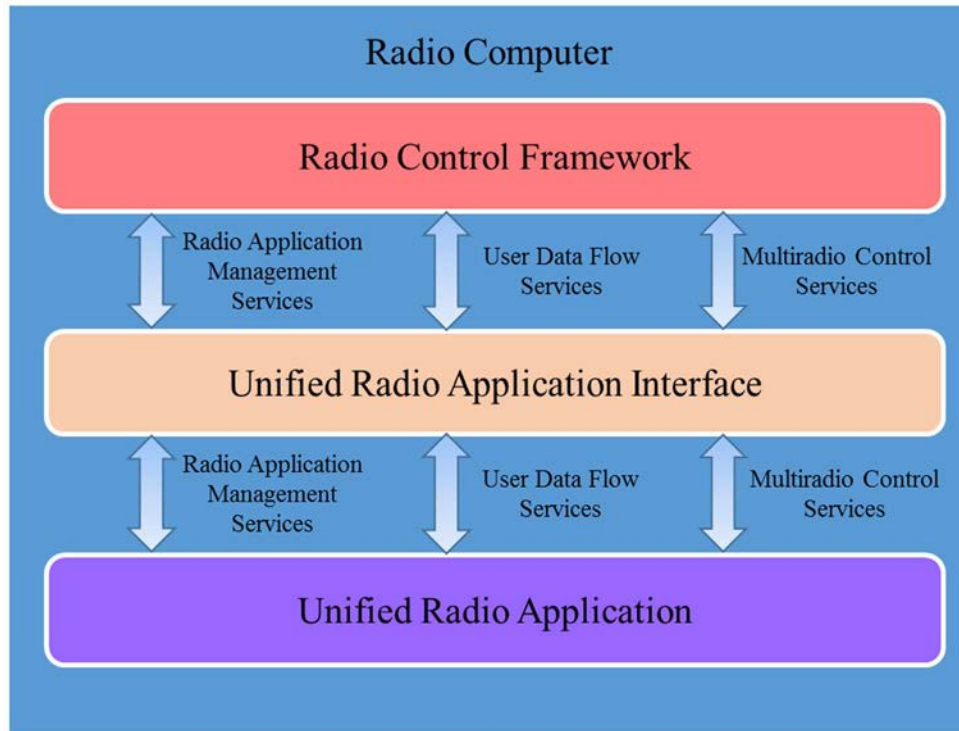 Radio Computer
Radio Control Framework
Radio Application
Management
Services
User Data Flow
Services
Multiradio Control
Services
Unified Radio Application Interface
Radio Application
Management
Services
User Data Flow
Services
Multiradio Control
Services
Unified Radio Application